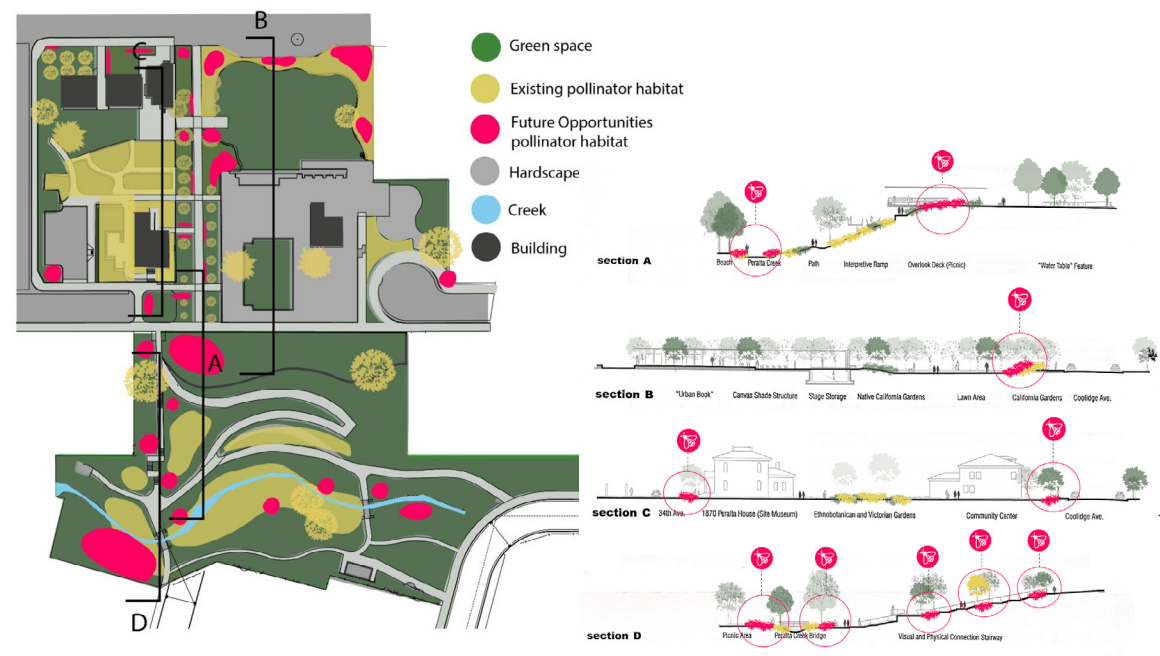 B
C
A
D
Green space
Existing pollinator habitat
Future Opportunities
pollinator habitat
Hardscape
Creek
Building
section A
Beach
Peralta Creek
Path
Interpretive Ramp
Overlook Deck (Picnic)
"Water Table" Feature
section B
"Urban Book"
Canvas Shade Structure
Stage Storage
Native California Gardens
Lawn Area
California Gardens
Coolidge Ave.
section C
34th Ave.
1870 Peralta House (Site Museum)
Ethnobotanical and Victorian Gardens
Community Center
Coolidge Ave.
section D
Picnic Area
Peralta Creek Bridge
Visual and Physical Connection Stairway